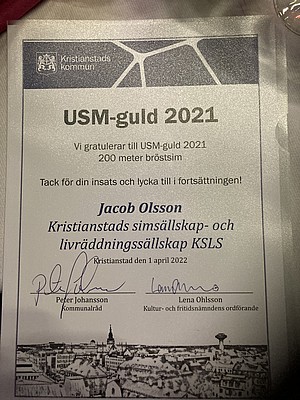 Kristianstads
kommun
USM-guld 2021
Vi gratulerar till USM-guld 2021
200 meter bröstsim
Tack för din insats och lycka till i fortsättningen!
Jacob Olsson
Kristianstads simsällskap- och
livräddningssällskap KSLS
Kristianstad den 1 april 2022
Peter Johansson
Kommunalråd
Lena Ohlsson
Kultur- och fritidsnämndens ordförande